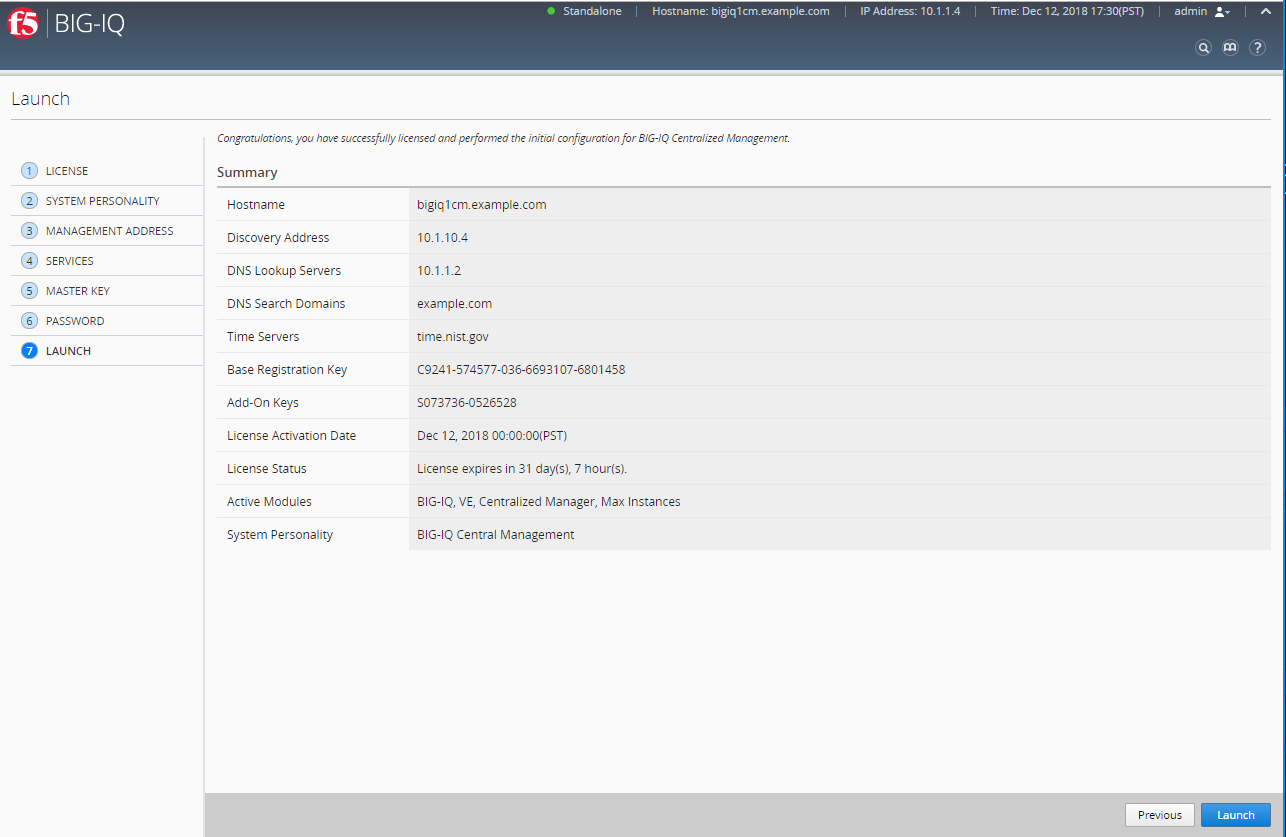 f5 BIG-IQ
Standalone Hostname: bigiq1cm.example.com IP Address: 10.1.1.4 Time: Dec 12, 2018 17:30(PST) admin
?
Launch
1 LICENSE
2 SYSTEM PERSONALITY
3 MANAGEMENT ADDRESS
4 SERVICES
5 MASTER KEY
6 PASSWORD
7 LAUNCH
Congratulations, you have successfully licensed and performed the initial configuration for BIG-IQ Centralized Management.
Summary
Hostname bigiq1cm.example.com
Discovery Address 10.1.10.4
DNS Lookup Servers 10.1.1.2
DNS Search Domains example.com
Time Servers time.nist.gov
Base Registration Key C9241-574577-036-6693107-6801458
Add-On Keys S073736-0526528
License Activation Date Dec 12, 2018 00:00:00(PST)
License Status License expires in 31 day(s), 7 hour(s).
Active Modules BIG-IQ, VE, Centralized Manager, Max Instances
System Personality BIG-IQ Central Management
Previous Launch